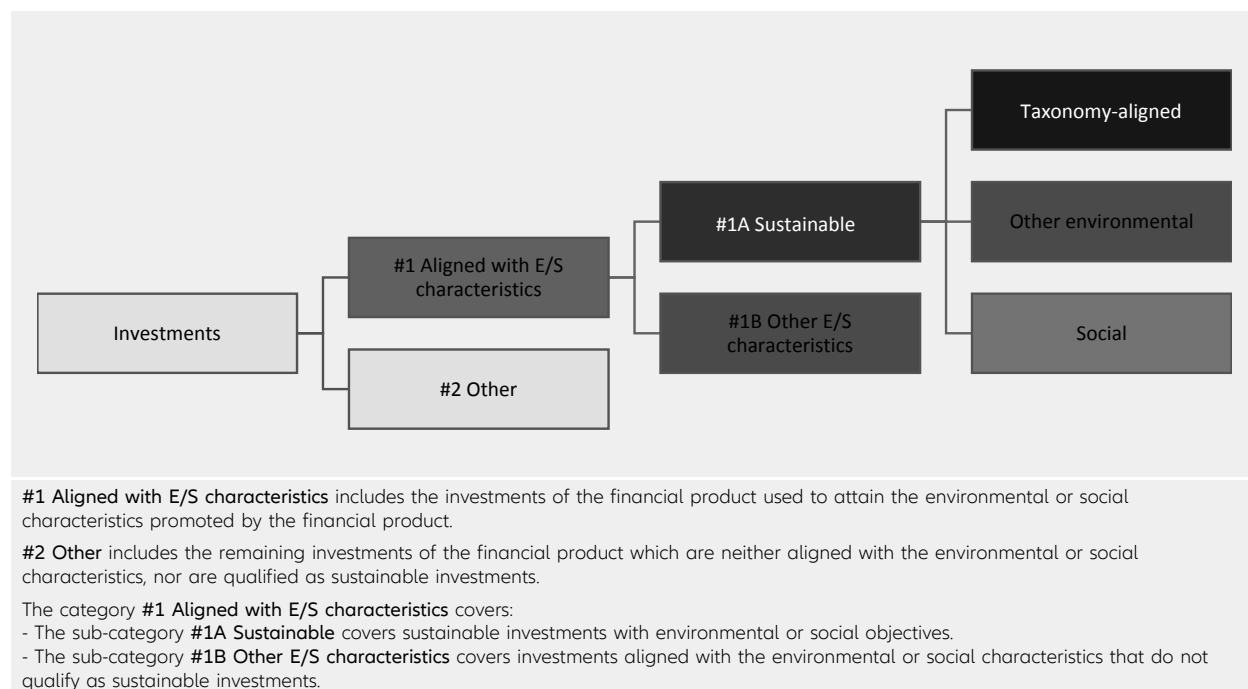 Taxonomy-aligned
#1A Sustainable
Other environmental
#1 Aligned with E/S
characteristics
Investments
#1B Other E/S
characteristics
Social
#2 Other
#1 Aligned with E/S characteristics includes the investments of the financial product used to attain the environmental or social
characteristics promoted by the financial product.
#2 Other includes the remaining investments of the financial product which are neither aligned with the environmental or social
characteristics, nor are qualified as sustainable investments.
The category #1 Aligned with E/S characteristics covers:
- The sub-category #1A Sustainable covers sustainable investments with environmental or social objectives.
- The sub-category #1B Other E/S characteristics covers investments aligned with the environmental or social characteristics that do not
qualify as sustainable investments.